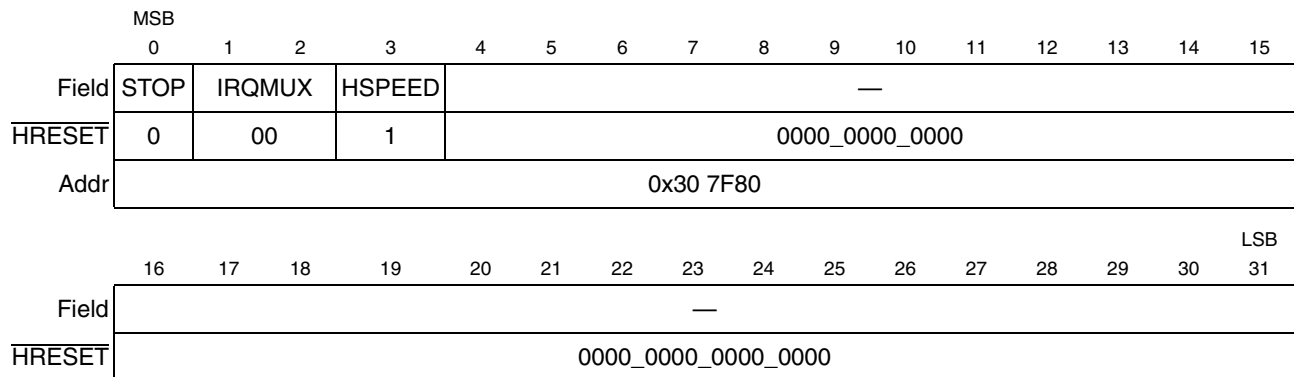 MSB
0 1 2 3 4 5 6 7 8 9 10 11 12 13 14 15
Field STOP IRQMUX HSPEED —
HRESET 0 00 1 0000_0000_0000
Addr 0x30 7F80
LSB
16 17 18 19 20 21 22 23 24 25 26 27 28 29 30 31
Field —
HRESET 0000_0000_0000_0000